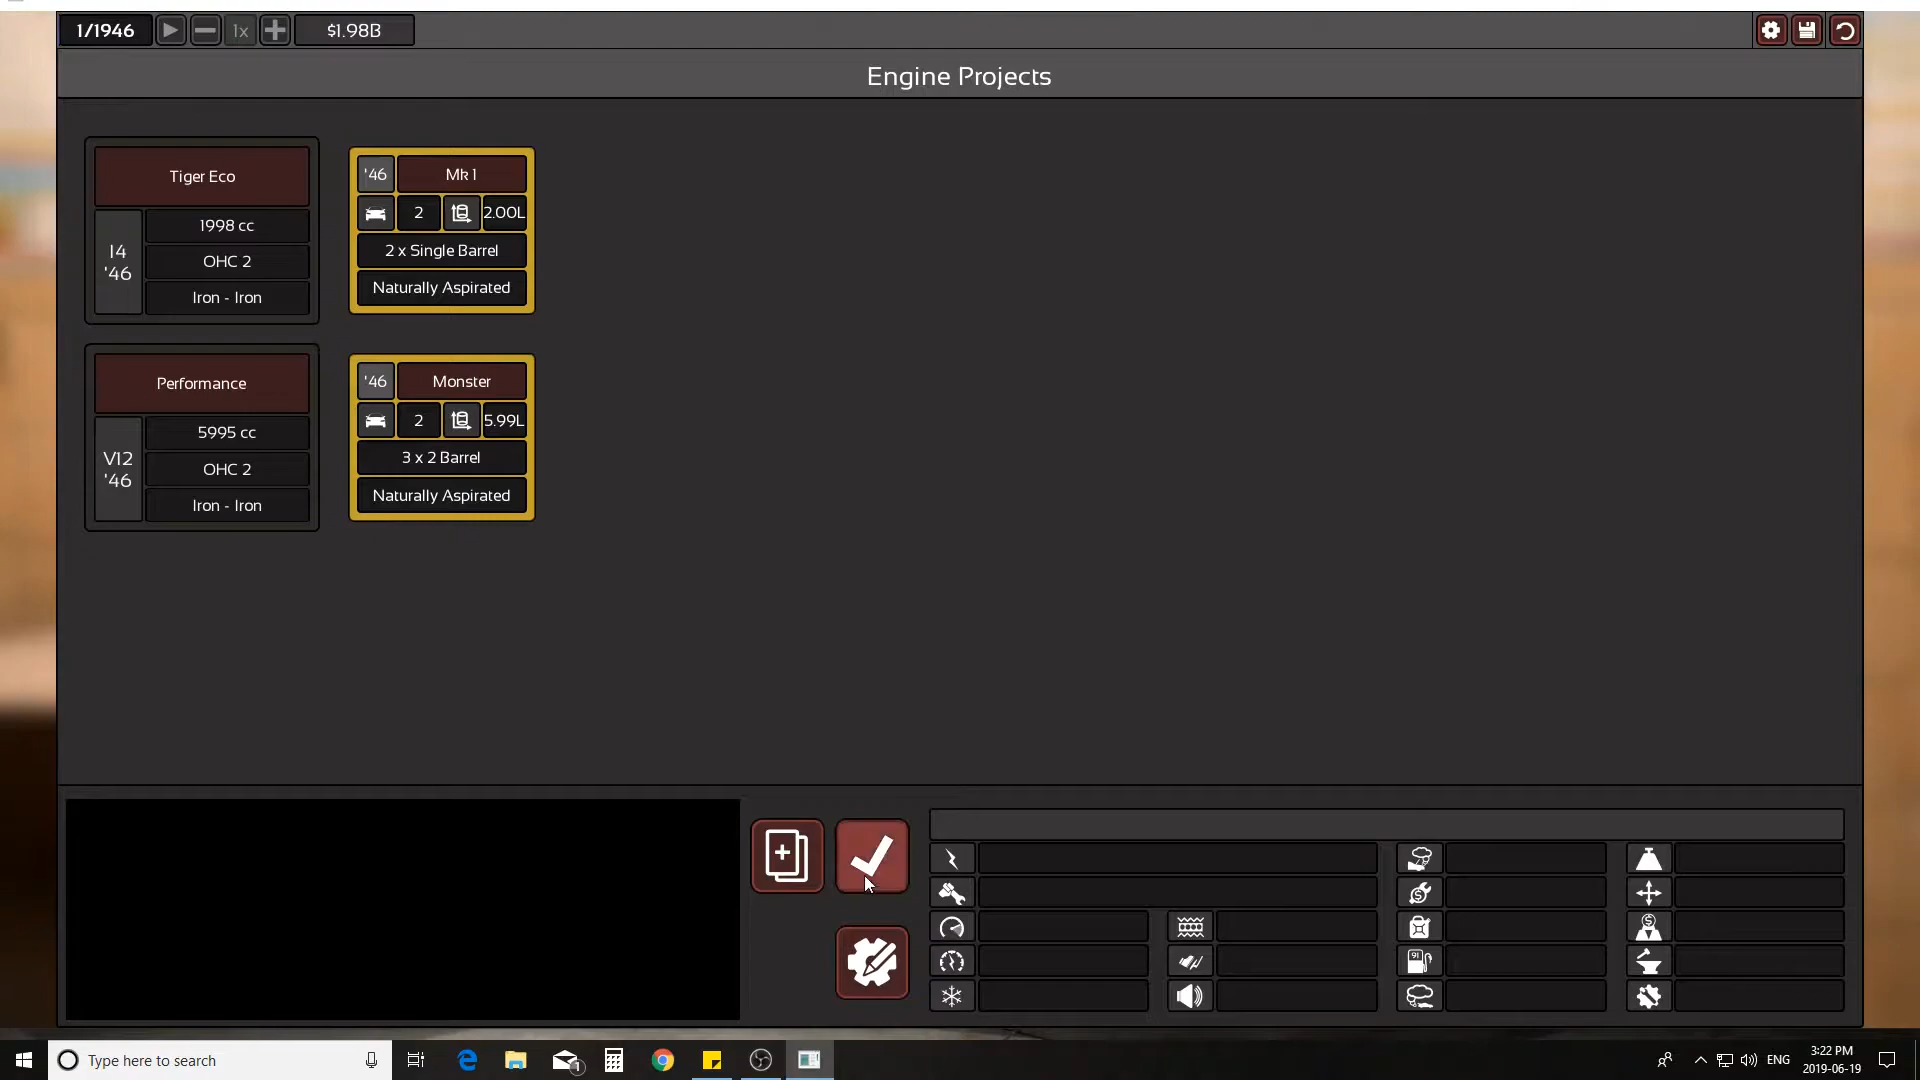 1/1946
1x
$1.98B
Engine Projects
Tiger Eco
I4
'46
1998 cc
OHC 2
Iron - Iron
'46
Mk 1
2
2.00L
2 x Single Barrel
Naturally Aspirated
Performance
V12
'46
5995 cc
OHC 2
Iron - Iron
'46
Monster
2
5.99L
3 x 2 Barrel
Naturally Aspirated
91
Type here to search
1
ENG
3:22 PM
2019-06-19